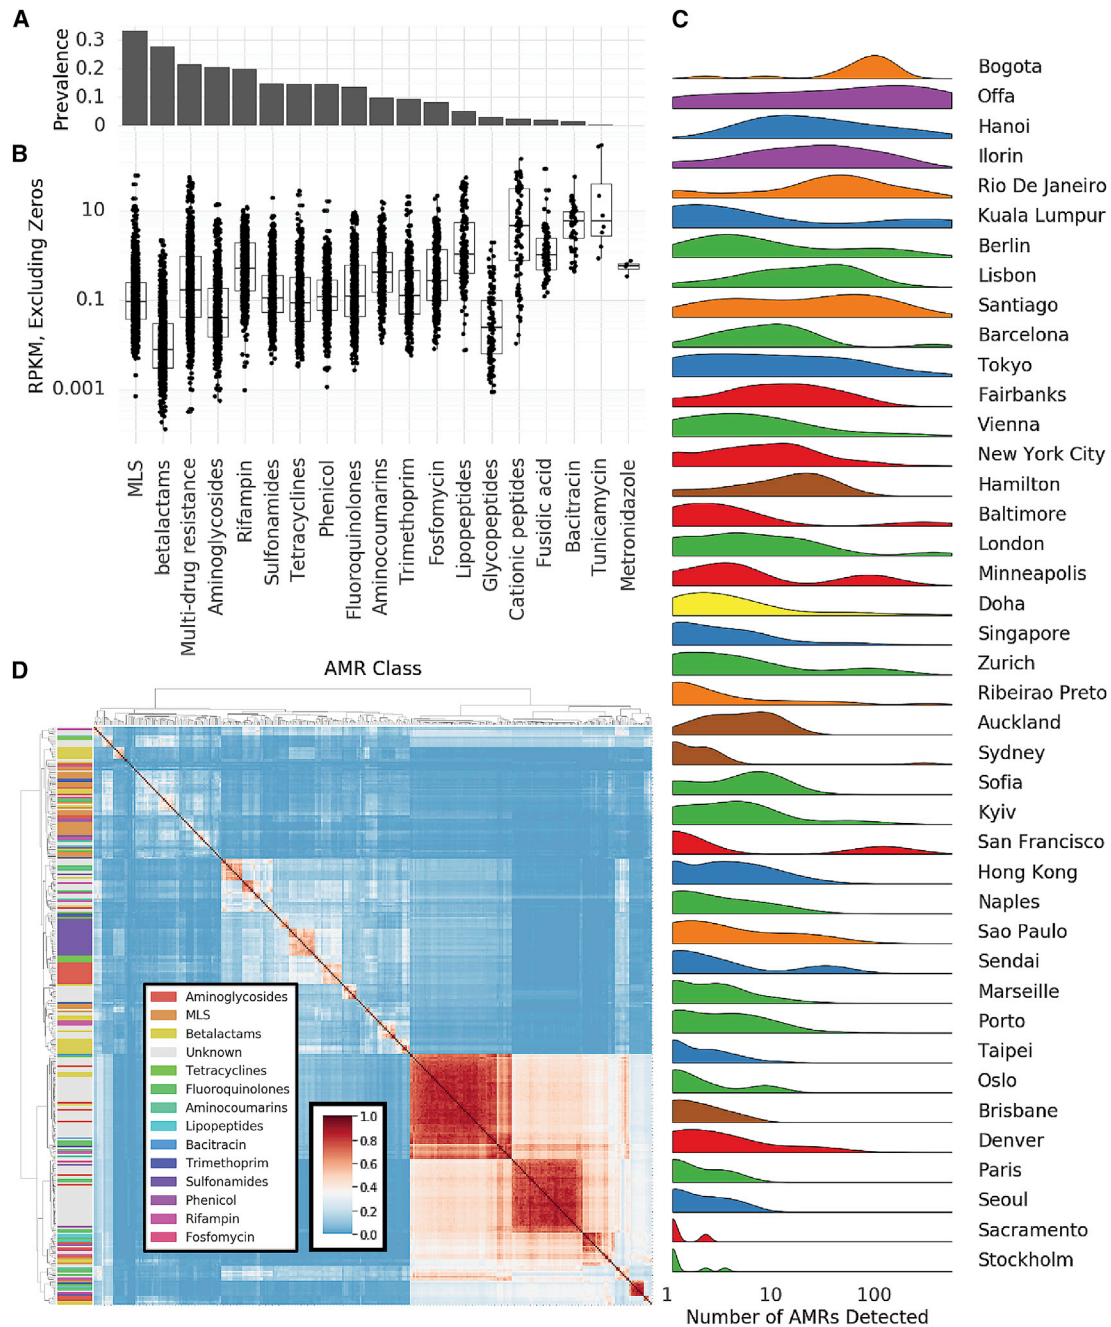 A
Prevalence
0.3
0.2
0.1
0
B
RPKM, Excluding Zeros
10
0.1
0.001
MLS
betalactams
Multi-drug resistance
Aminoglycosides
Rifampin
Sulfonamides
Tetracyclines
Phenicol
Fluoroquinolones
Aminocoumarins
Trimethoprim
Fosfomycin
Lipopeptides
Glycopeptides
Cationic peptides
Fusidic acid
Bacitracin
Tunicamycin
Metronidazole
AMR Class
C
Bogota
Offa
Hanoi
Ilorin
Rio De Janeiro
Kuala Lumpur
Berlin
Lisbon
Santiago
Barcelona
Tokyo
Fairbanks
Vienna
New York City
Hamilton
Baltimore
London
Minneapolis
Doha
Singapore
Zurich
Ribeirao Preto
Auckland
Sydney
Sofia
Kyiv
San Francisco
Hong Kong
Naples
Sao Paulo
Sendai
Marseille
Porto
Taipei
Oslo
Brisbane
Denver
Paris
Seoul
Sacramento
Stockholm
1 10 100
Number of AMRs Detected
D
Aminoglycosides
MLS
Betalactams
Unknown
Tetracyclines
Fluoroquinolones
Aminocoumarins
Lipopeptides
Bacitracin
Trimethoprim
Sulfonamides
Phenicol
Rifampin
Fosfomycin
1.0
0.8
0.6
0.4
0.2
0.0